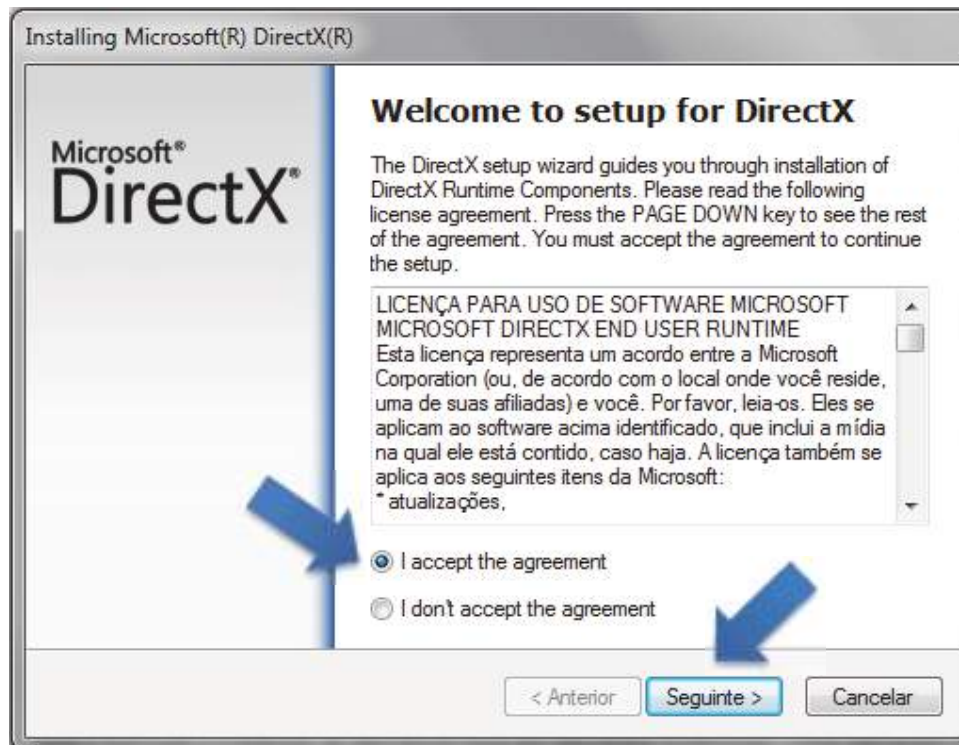 Installing Microsoft(R) DirectX(R)
Microsoft®
DirectX®
Welcome to setup for DirectX
The DirectX setup wizard guides you through installation of
DirectX Runtime Components. Please read the following
license agreement. Press the PAGE DOWN key to see the rest
of the agreement. You must accept the agreement to continue
the setup.
LICENÇA PARA USO DE SOFTWARE MICROSOFT
MICROSOFT DIRECTX END USER RUNTIME
Esta licença representa um acordo entre a Microsoft
Corporation (ou, de acordo com o local onde você reside,
uma de suas afiliadas) e você. Por favor, leia-os. Eles se
aplicam ao software acima identificado, que inclui a mídia
na qual ele está contido, caso haja. A licença também se
aplica aos seguintes itens da Microsoft:
* atualizações,
I accept the agreement
I don't accept the agreement
< Anterior
Seguinte >
Cancelar